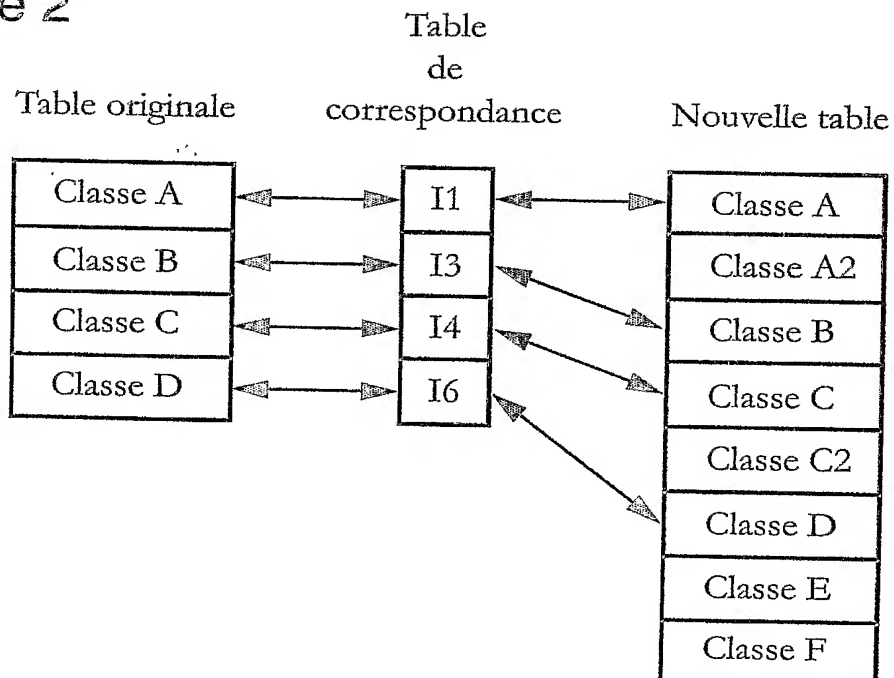 e 2
Table
de
correspondance
Table originale
Nouvelle table
Classe A
Classe B
Classe C
Classe D
I1
I3
I4
I6
Classe A
Classe A2
Classe B
Classe C
Classe C2
Classe D
Classe E
Classe F